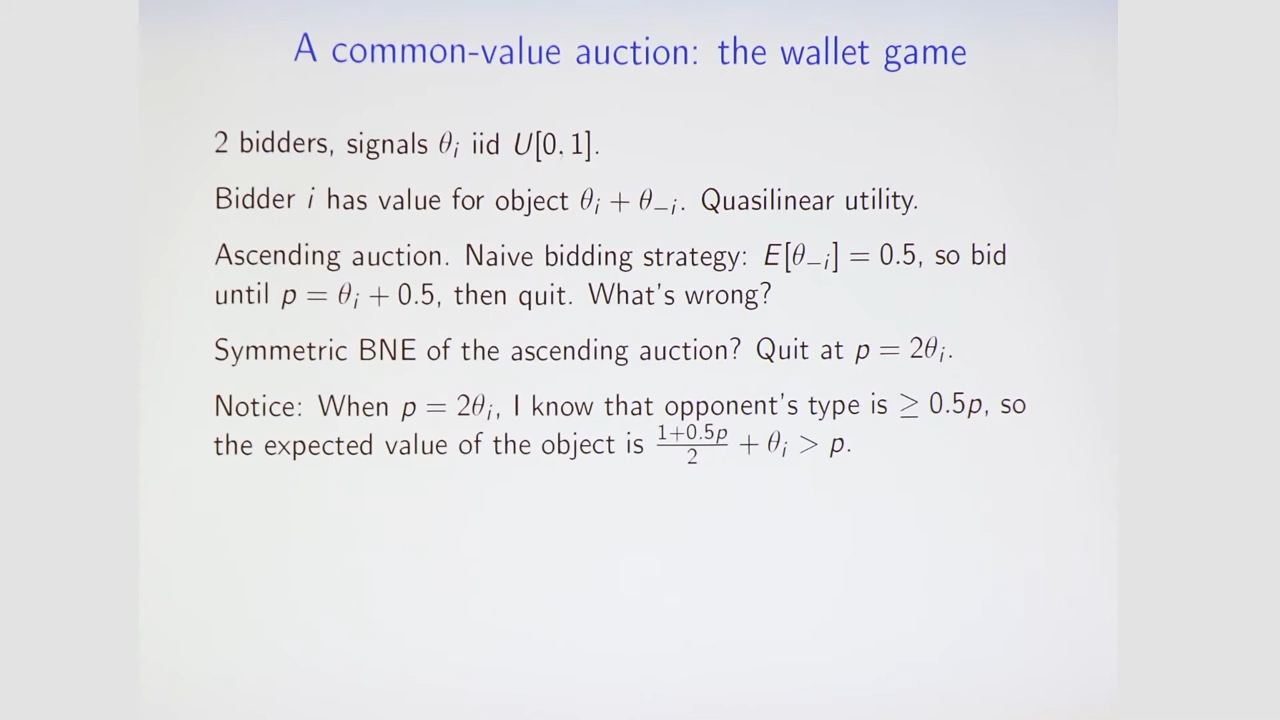 A common-value auction: the wallet game
2 bidders, signals θ_i iid U[0, 1].
Bidder i has value for object θ_i + θ_{−i}. Quasilinear utility.
Ascending auction. Naive bidding strategy: E[θ_{−i}] = 0.5, so bid
until p = θ_i + 0.5, then quit. What's wrong?
Symmetric BNE of the ascending auction? Quit at p = 2θ_i.
Notice: When p = 2θ_i, I know that opponent's type is ≥ 0.5p, so
the expected value of the object is \frac{1+0.5p}{2} + θ_i > p.